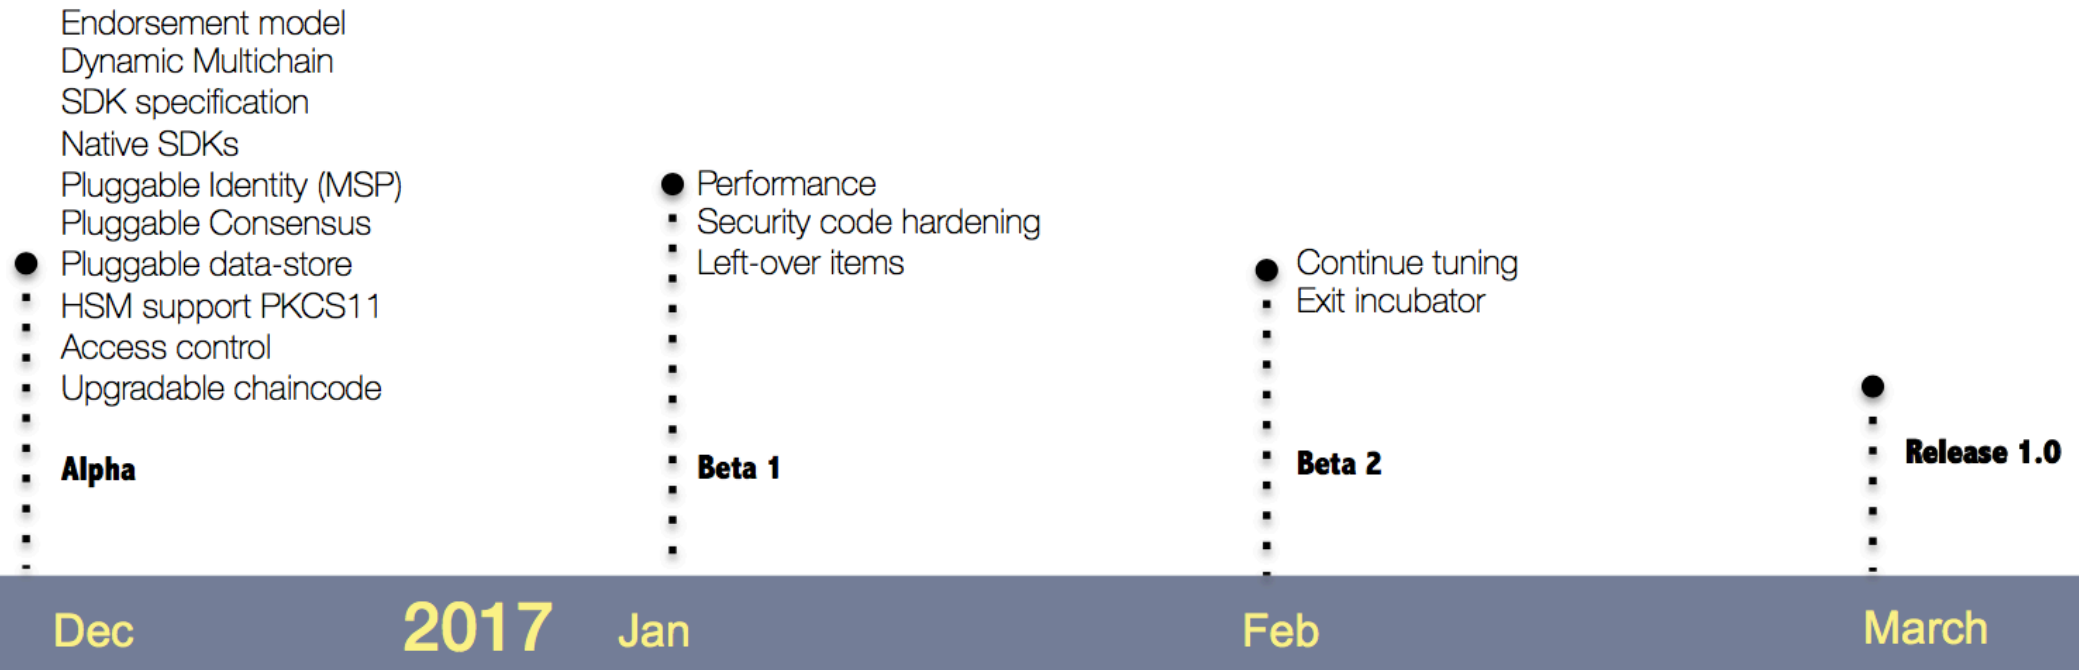 Endorsement model
Dynamic Multichain
SDK specification
Native SDKs
Pluggable Identity (MSP)
Pluggable Consensus
Pluggable data-store
HSM support PKCS11
Access control
Upgradable chaincode
Alpha
Performance
Security code hardening
Left-over items
Beta 1
Continue tuning
Exit incubator
Beta 2
Release 1.0
Dec
2017
Jan
Feb
March